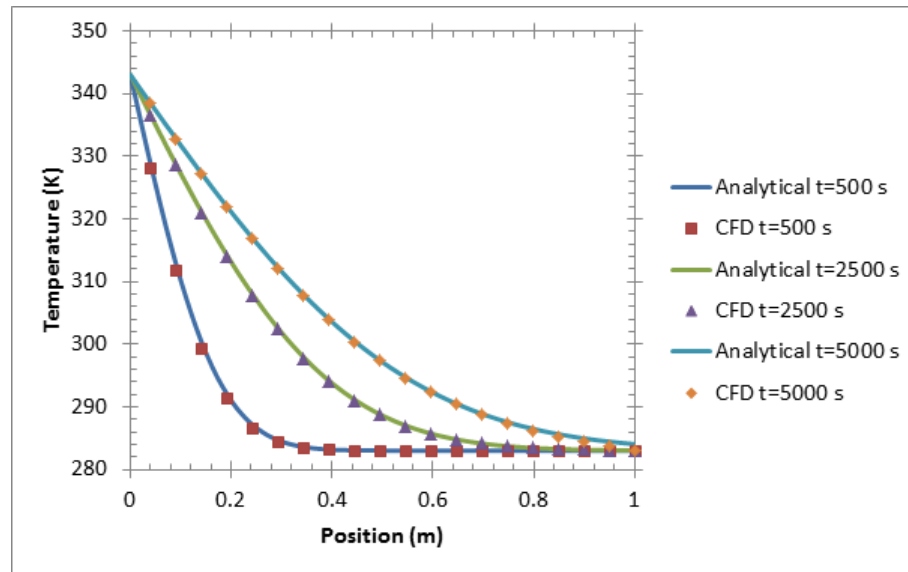 350
340
330
320
310
300
290
280
Temperature (K)
0
0.2
0.4
0.6
0.8
1
Position (m)
Analytical t=500 s
CFD t=500 s
Analytical t=2500 s
CFD t=2500 s
Analytical t=5000 s
CFD t=5000 s